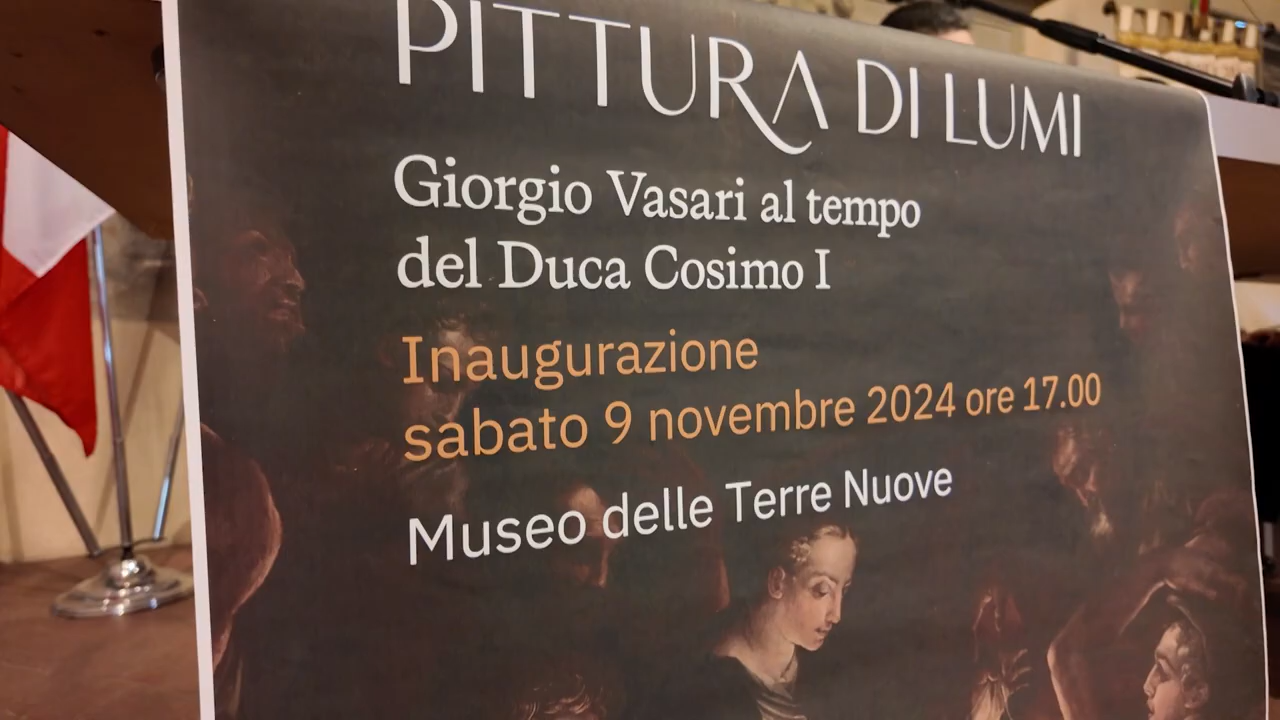 PITTURA DI LUMI
Giorgio Vasari al tempo
del Duca Cosimo I
Inaugurazione
sabato 9 novembre 2024 ore 17.00
Museo delle Terre Nuove